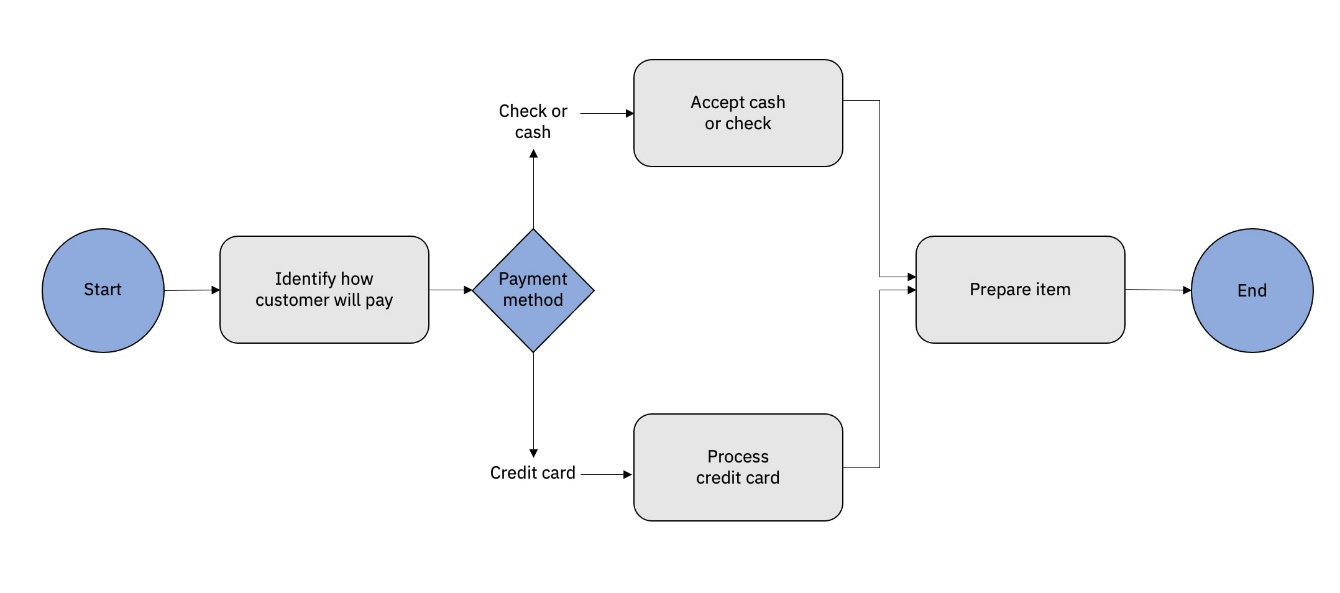 Start
Identify how
customer will pay
Payment
method
Check or
cash
Accept cash
or check
Credit card
Process
credit card
Prepare item
End